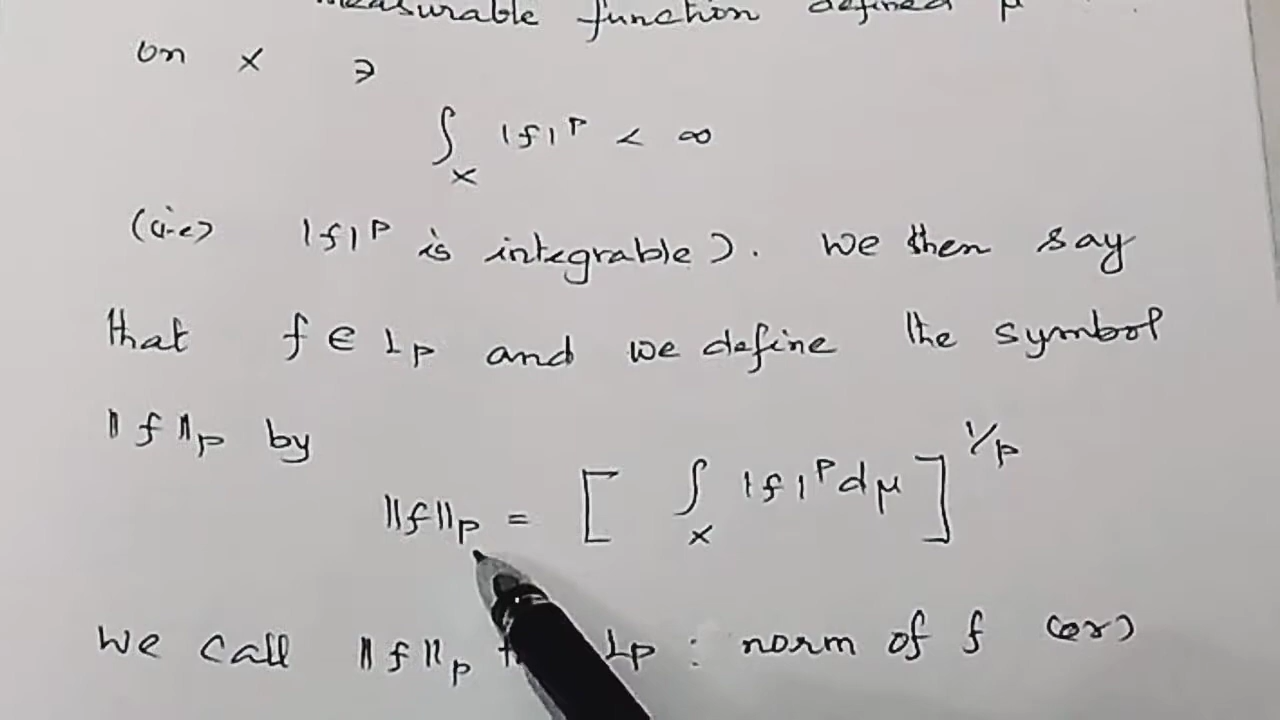 measurable function defined μ
on X ∋
∫_X |f|^p < ∞
(i.e) |f|^p is integrable). We then say
that f ∈ L_p and we define the symbol
‖f‖_p by
‖f‖_p = [ ∫_X |f|^p dμ ]^{1/p}
We call ‖f‖_p L_p : norm of f (or)